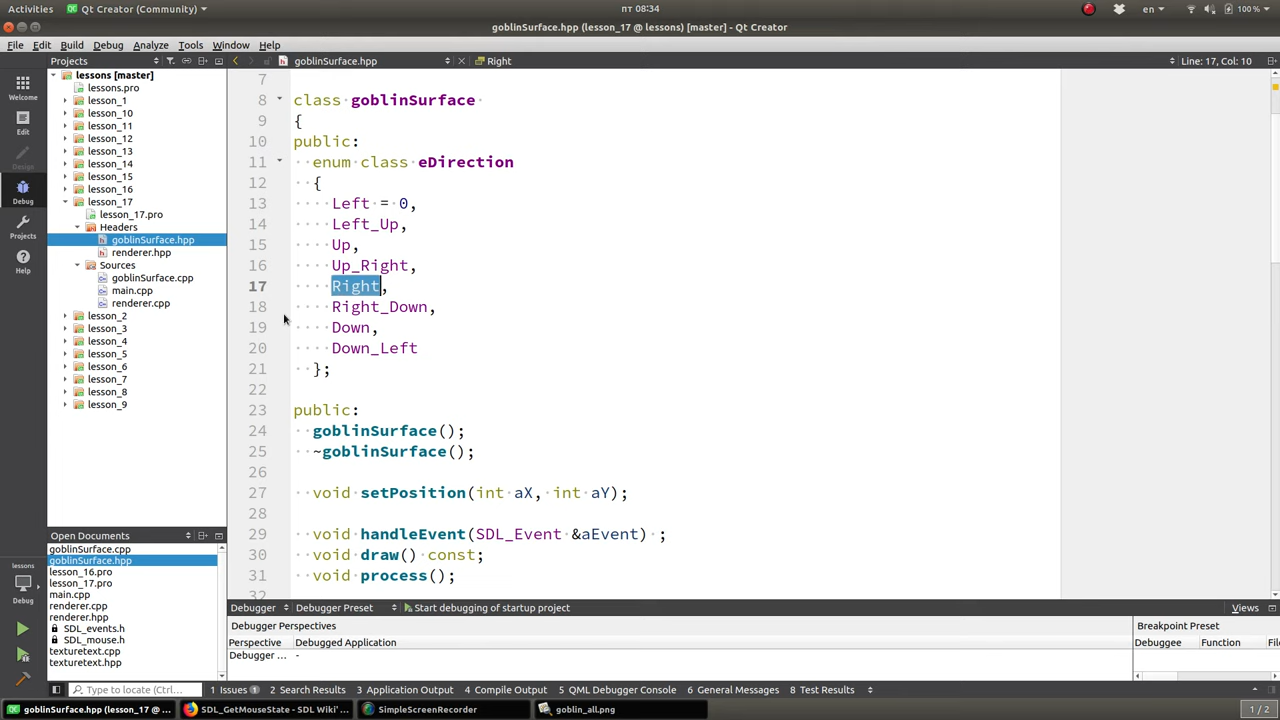 Activities Qt Creator (Community) пт 08:34 en 100 %
goblinSurface.hpp (lesson_17 @ lessons) [master] - Qt Creator
File Edit Build Debug Analyze Tools Window Help
Projects goblinSurface.hpp Right Line: 17, Col: 10
Welcome
Edit
Design
Debug
Projects
Help
lessons
Debug
lessons [master]
lessons.pro
lesson_1
lesson_10
lesson_11
lesson_12
lesson_13
lesson_14
lesson_15
lesson_16
lesson_17
lesson_17.pro
Headers
goblinSurface.hpp
renderer.hpp
Sources
goblinSurface.cpp
main.cpp
renderer.cpp
lesson_2
lesson_3
lesson_4
lesson_5
lesson_6
lesson_7
lesson_8
lesson_9
Open Documents
goblinSurface.cpp
goblinSurface.hpp
lesson_16.pro
lesson_17.pro
main.cpp
renderer.cpp
renderer.hpp
SDL_events.h
SDL_mouse.h
texturetext.cpp
texturetext.hpp
7
8 class goblinSurface
9 {
10 public:
11 enum class eDirection
12 {
13 Left = 0,
14 Left_Up,
15 Up,
16 Up_Right,
17 Right,
18 Right_Down,
19 Down,
20 Down_Left
21 };
22
23 public:
24 goblinSurface();
25 ~goblinSurface();
26
27 void setPosition(int aX, int aY);
28
29 void handleEvent(SDL_Event &aEvent) ;
30 void draw() const;
31 void process();
32
Debugger Debugger Preset Start debugging of startup project Views
Debugger Perspectives Breakpoint Preset
Perspective Debugged Application Debuggee Function Fil
Debugger ... -
Type to locate (Ctrl+... 1 Issues 1 2 Search Results 3 Application Output 4 Compile Output 5 QML Debugger Console 6 General Messages 8 Test Results
goblinSurface.hpp (lesson_17 @ ... SDL_GetMouseState - SDL Wiki'... SimpleScreenRecorder goblin_all.png 1 / 2